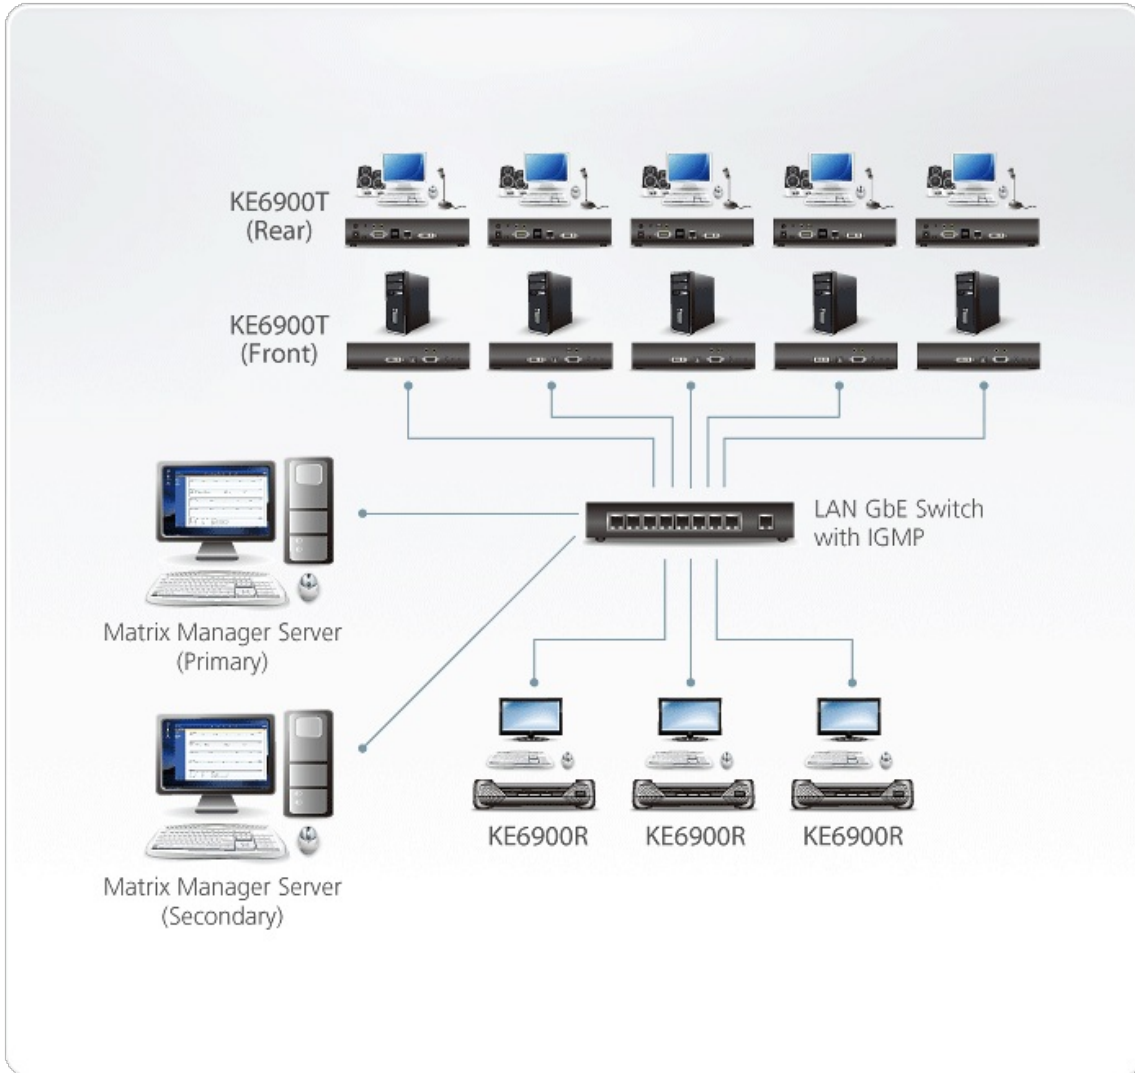 KE6900T
(Rear)
KE6900T
(Front)
LAN GbE Switch
with IGMP
Matrix Manager Server
(Primary)
KE6900R
KE6900R
KE6900R
Matrix Manager Server
(Secondary)